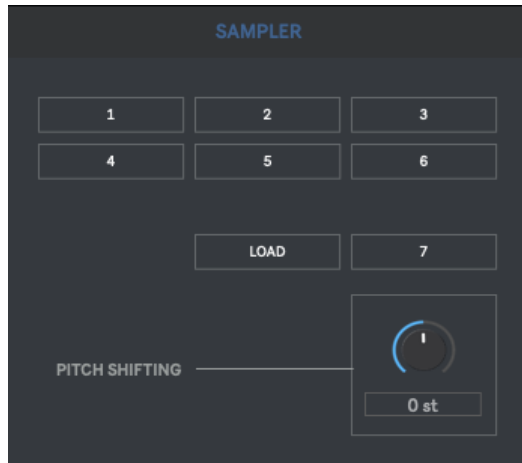 SAMPLER
1 2 3
4 5 6
LOAD 7
PITCH SHIFTING
0 st